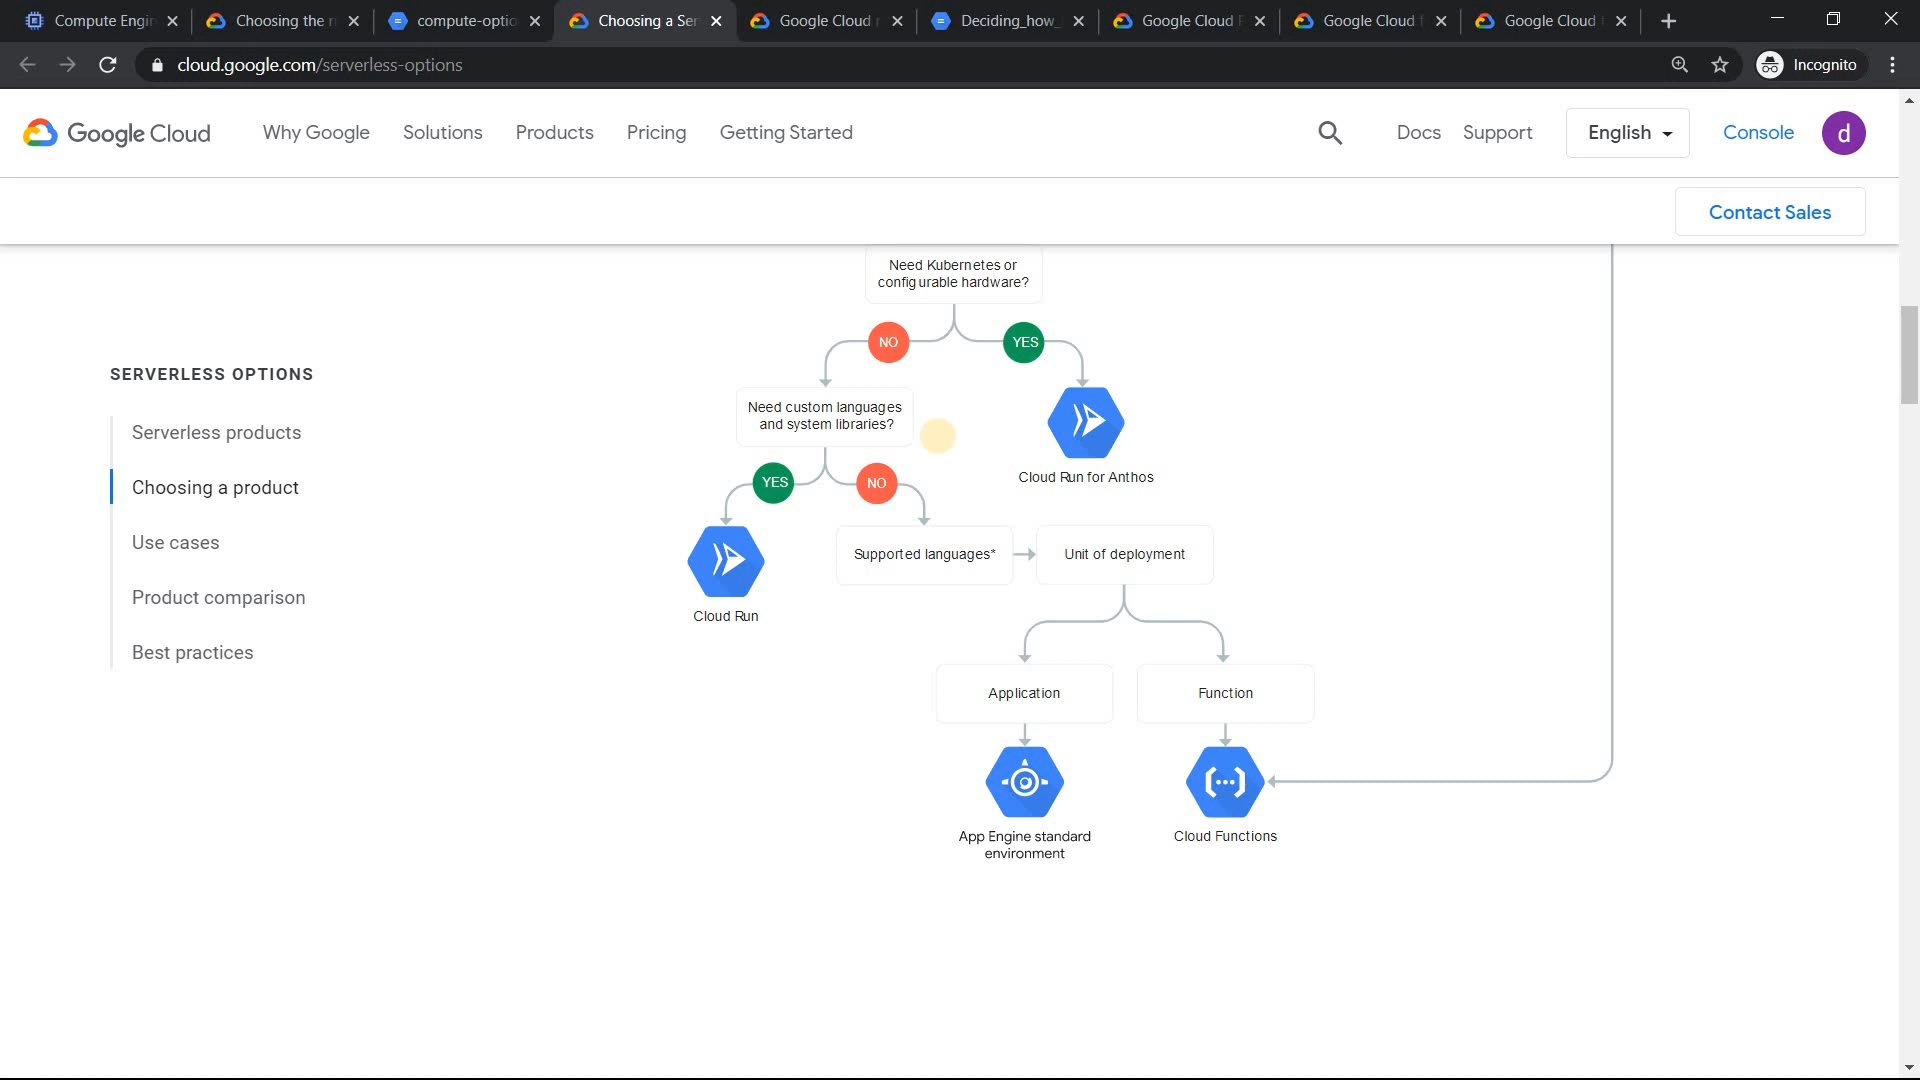 Compute Engi
Choosing the r
compute-optio
Choosing a Ser
Google Cloud
Deciding_how_
Google Cloud
Google Cloud
Google Cloud
cloud.google.com/serverless-options
Incognito
Google Cloud
Why Google
Solutions
Products
Pricing
Getting Started
Docs
Support
English
Console
d
Contact Sales
Need Kubernetes or
configurable hardware?
NO
YES
SERVERLESS OPTIONS
Serverless products
Choosing a product
Use cases
Product comparison
Best practices
Need custom languages
and system libraries?
Cloud Run for Anthos
YES
NO
Supported languages*
Unit of deployment
Cloud Run
Application
Function
App Engine standard
environment
Cloud Functions